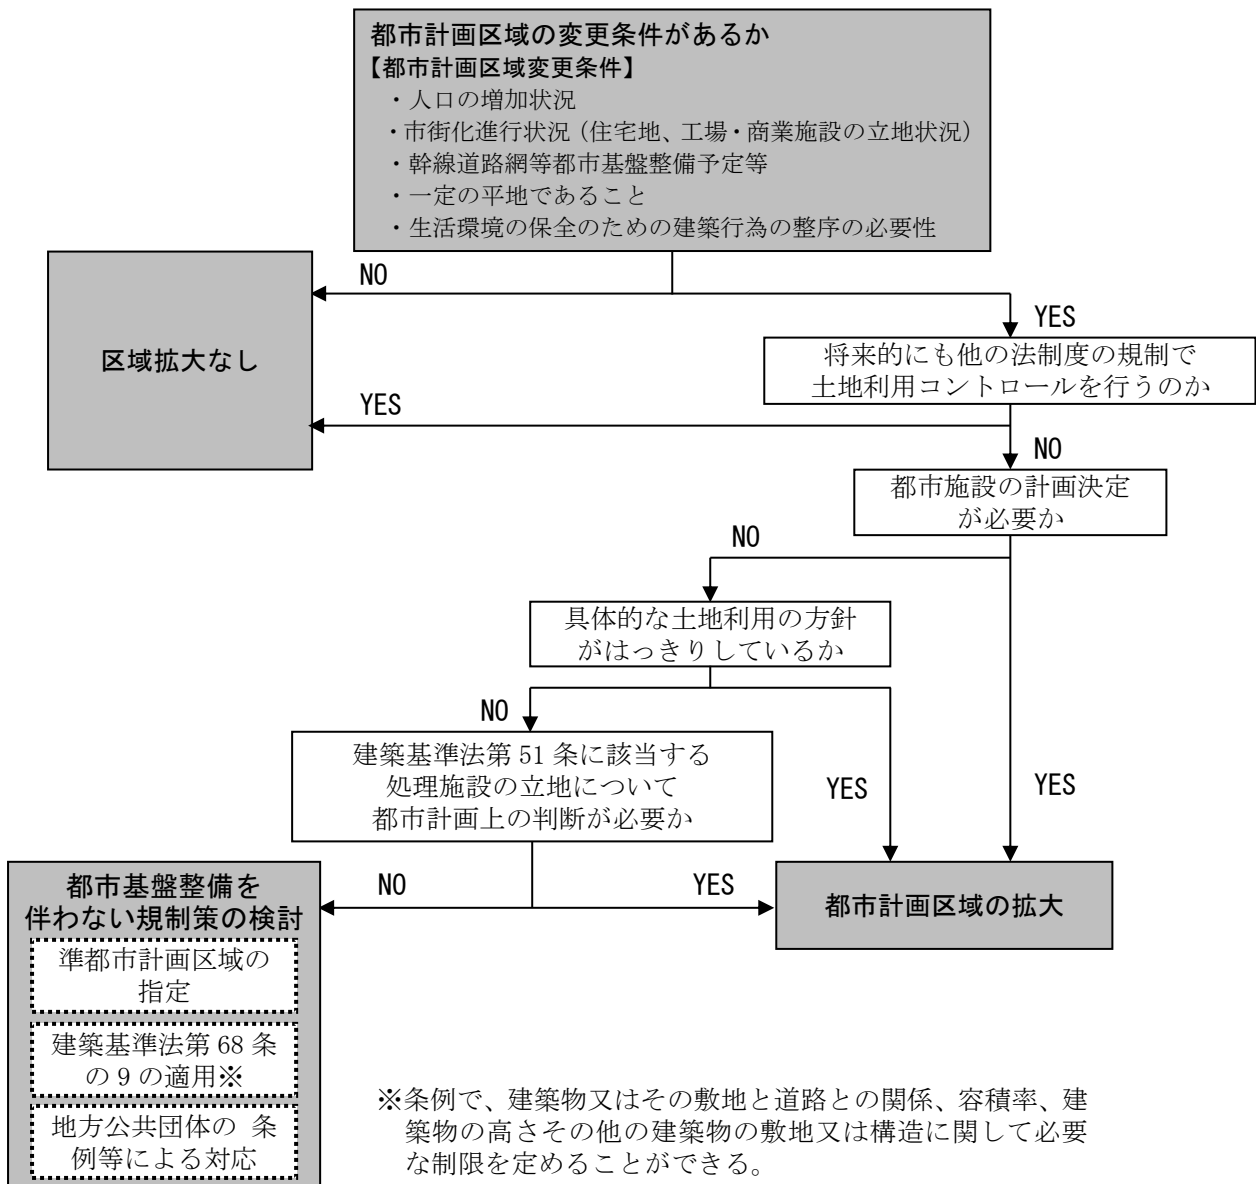 都市計画区域の変更条件があるか
【都市計画区域変更条件】
・人口の増加状況
・市街化進行状況（住宅地、工場・商業施設の立地状況）
・幹線道路網等都市基盤整備予定等
・一定の平地であること
・生活環境の保全のための建築行為の整序の必要性
NO
YES
区域拡大なし
将来的にも他の法制度の規制で
土地利用コントロールを行うのか
YES
NO
都市施設の計画決定
が必要か
NO
具体的な土地利用の方針
がはっきりしているか
NO
建築基準法第 51 条に該当する
処理施設の立地について
都市計画上の判断が必要か
YES
YES
都市基盤整備を
伴わない規制策の検討
NO
YES
都市計画区域の拡大
準都市計画区域の
指定
建築基準法第 68 条
の 9 の適用※
地方公共団体の 条
例等による対応
※条例で、建築物又はその敷地と道路との関係、容積率、建
築物の高さその他の建築物の敷地又は構造に関して必要
な制限を定めることができる。